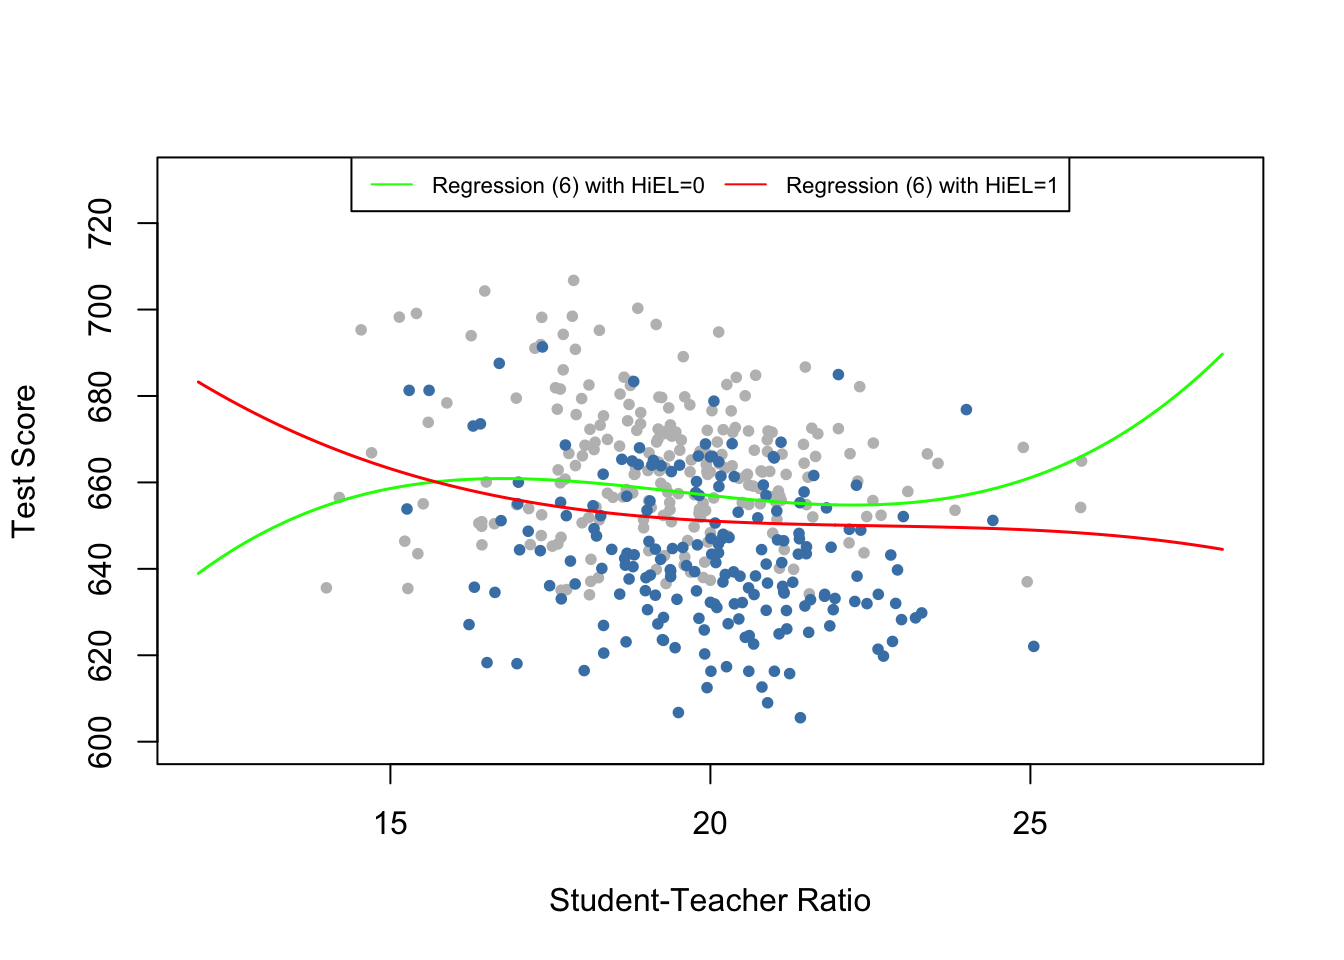 Regression (6) with HiEL=0 Regression (6) with HiEL=1
720
700
680
660
640
620
600
Test Score
15 20 25
Student-Teacher Ratio